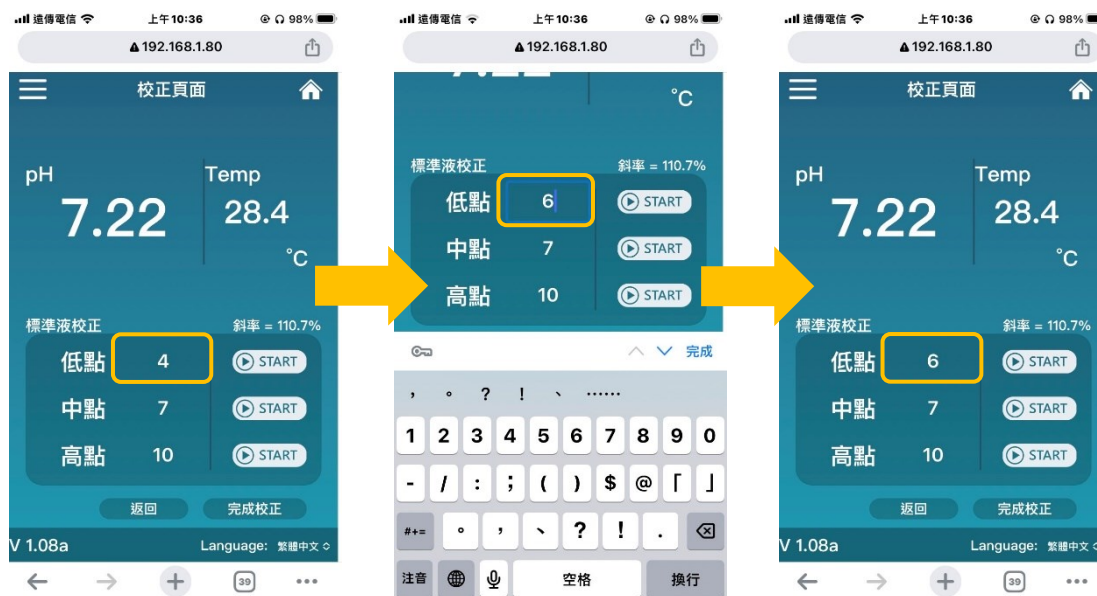 遠傳電信 上午10:36 98%
192.168.1.80
校正頁面
pH Temp
7.22 28.4
°C
標準液校正 斜率 = 110.7%
低點 4 START
中點 7 START
高點 10 START
返回 完成校正
V 1.08a Language: 繁體中文
39
遠傳電信 上午10:36 98%
192.168.1.80
°C
標準液校正 斜率 = 110.7%
低點 6 START
中點 7 START
高點 10 START
完成
， 。 ? ! 、 ……
1 2 3 4 5 6 7 8 9 0
- / : ; ( ) $ @ 「 」
#+= 。 ， 、 ? ! .
注音 空格 換行
遠傳電信 上午10:36 98%
192.168.1.80
校正頁面
pH Temp
7.22 28.4
°C
標準液校正 斜率 = 110.7%
低點 6 START
中點 7 START
高點 10 START
返回 完成校正
V 1.08a Language: 繁體中文
39